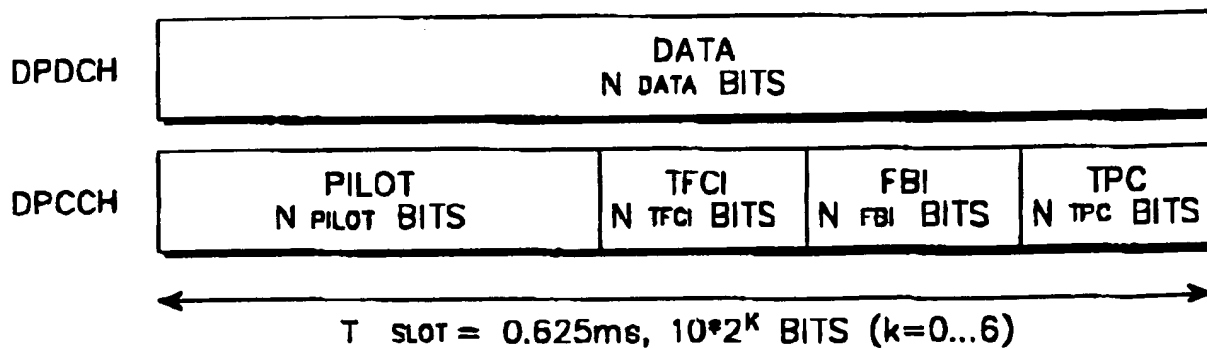 DPDCH
DATA
N DATA BITS
DPCCH
PILOT
N PILOT BITS
TFCI
N TFCI BITS
FBI
N FBI BITS
TPC
N TPC BITS
T SLOT = 0.625ms, 10*2^K BITS (k=0...6)